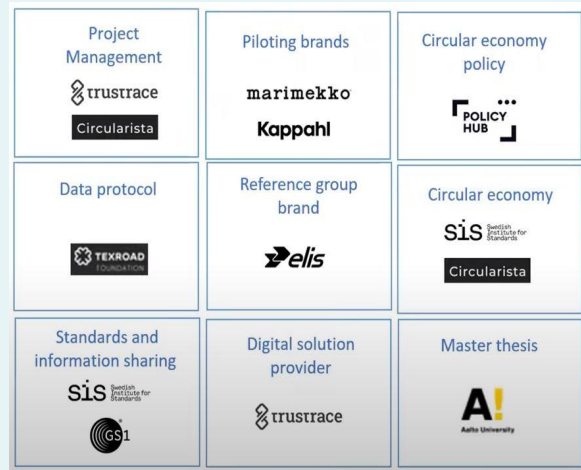 Project
Management
trustrace
Circularista
Piloting brands
marimekko
Kappahl
Circular economy
policy
POLICY
HUB
Data protocol
TEXROAD
FOUNDATION
Reference group
brand
elis
Circular economy
SiS Swedish
Institute for
Standards
Circularista
Standards and
information sharing
SiS Swedish
Institute for
Standards
GS1
Digital solution
provider
trustrace
Master thesis
A!
Aalto University